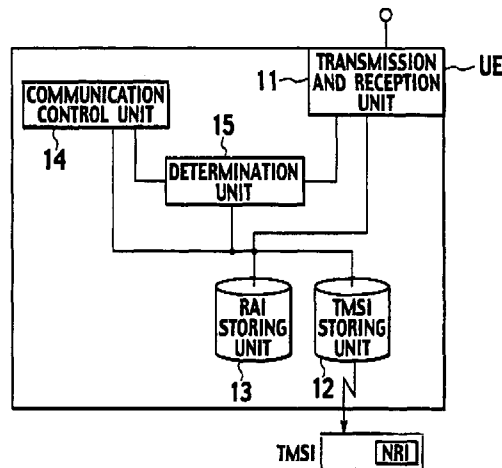 TRANSMISSION
AND RECEPTION
UNIT
11
UE
COMMUNICATION
CONTROL UNIT
14
15
DETERMINATION
UNIT
RAI
STORING
UNIT
13
TMSI
STORING
UNIT
12
TMSI
NRI